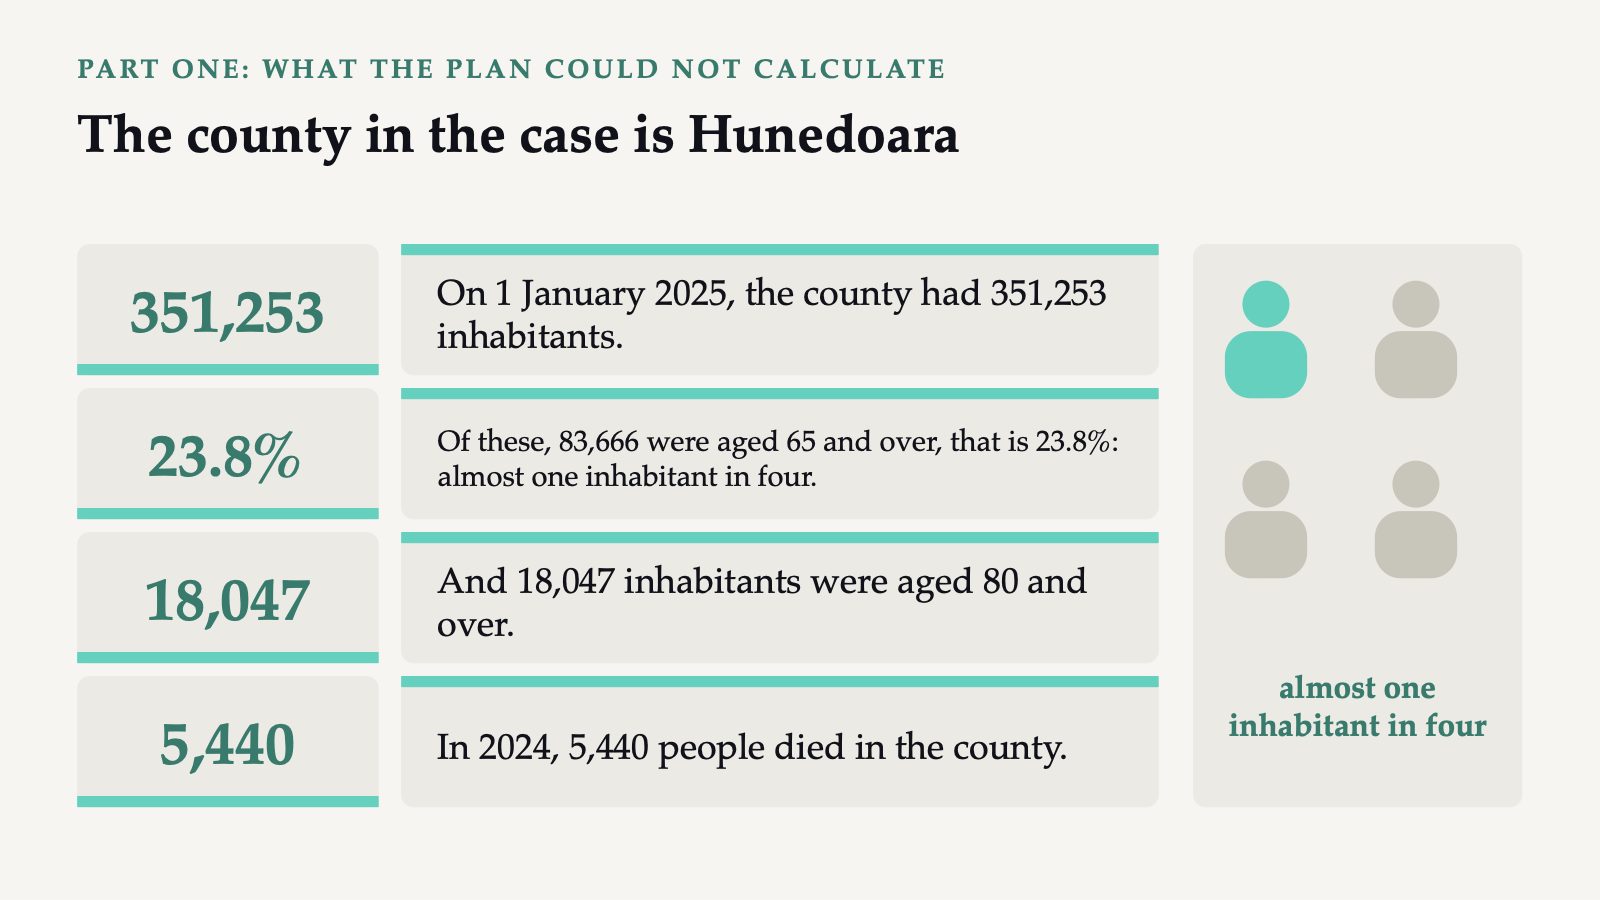 PART ONE: WHAT THE PLAN COULD NOT CALCULATE
The county in the case is Hunedoara
351,253
On 1 January 2025, the county had 351,253
inhabitants.
23.8%
Of these, 83,666 were aged 65 and over, that is 23.8%:
almost one inhabitant in four.
18,047
And 18,047 inhabitants were aged 80 and
over.
5,440
In 2024, 5,440 people died in the county.
almost one
inhabitant in four